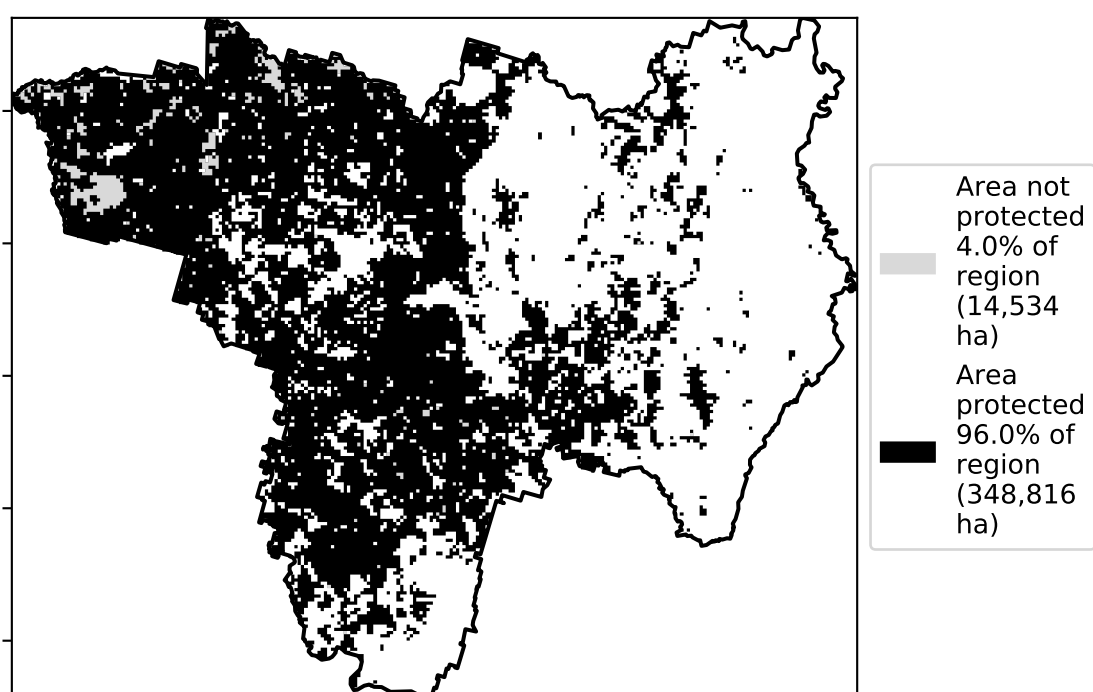 Area not
protected
4.0% of
region
(14,534
ha)
Area
protected
96.0% of
region
(348,816
ha)